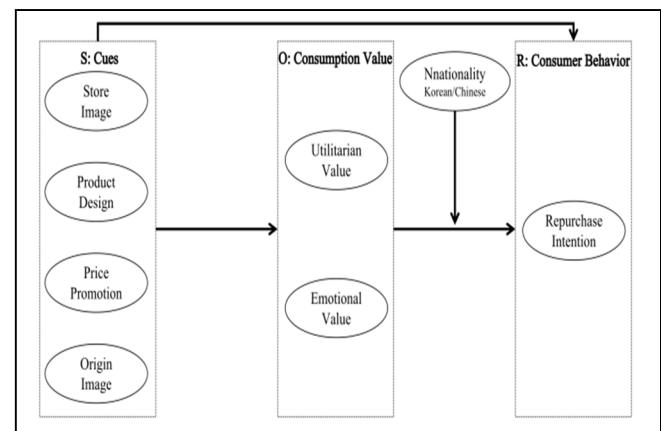 S: Cues
Store
Image
Product
Design
Price
Promotion
Origin
Image
O: Consumption Value
Utilitarian
Value
Emotional
Value
Nnationality
Korean/Chinese
R: Consumer Behavior
Repurchase
Intention